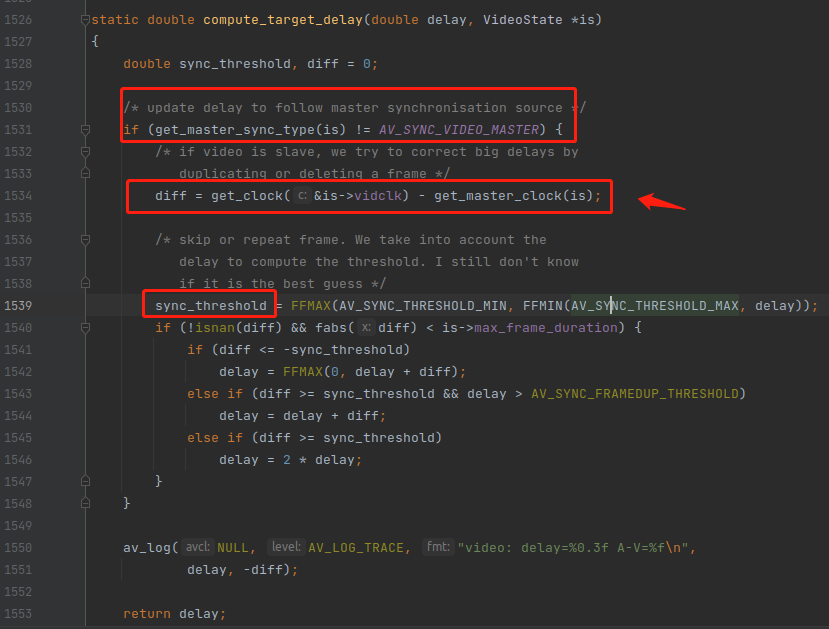 1526 static double compute_target_delay(double delay, VideoState *is)
1527 {
1528 double sync_threshold, diff = 0;
1529
1530 /* update delay to follow master synchronisation source */
1531 if (get_master_sync_type(is) != AV_SYNC_VIDEO_MASTER) {
1532 /* if video is slave, we try to correct big delays by
1533 duplicating or deleting a frame */
1534 diff = get_clock( c: &is->vidclk) - get_master_clock(is);
1535
1536 /* skip or repeat frame. We take into account the
1537 delay to compute the threshold. I still don't know
1538 if it is the best guess */
1539 sync_threshold = FFMAX(AV_SYNC_THRESHOLD_MIN, FFMIN(AV_SYNC_THRESHOLD_MAX, delay));
1540 if (!isnan(diff) && fabs( x: diff) < is->max_frame_duration) {
1541 if (diff <= -sync_threshold)
1542 delay = FFMAX(0, delay + diff);
1543 else if (diff >= sync_threshold && delay > AV_SYNC_FRAMEDUP_THRESHOLD)
1544 delay = delay + diff;
1545 else if (diff >= sync_threshold)
1546 delay = 2 * delay;
1547 }
1548 }
1549
1550 av_log( avcl: NULL, level: AV_LOG_TRACE, fmt: "video: delay=%0.3f A-V=%f\n",
1551 delay, -diff);
1552
1553 return delay;